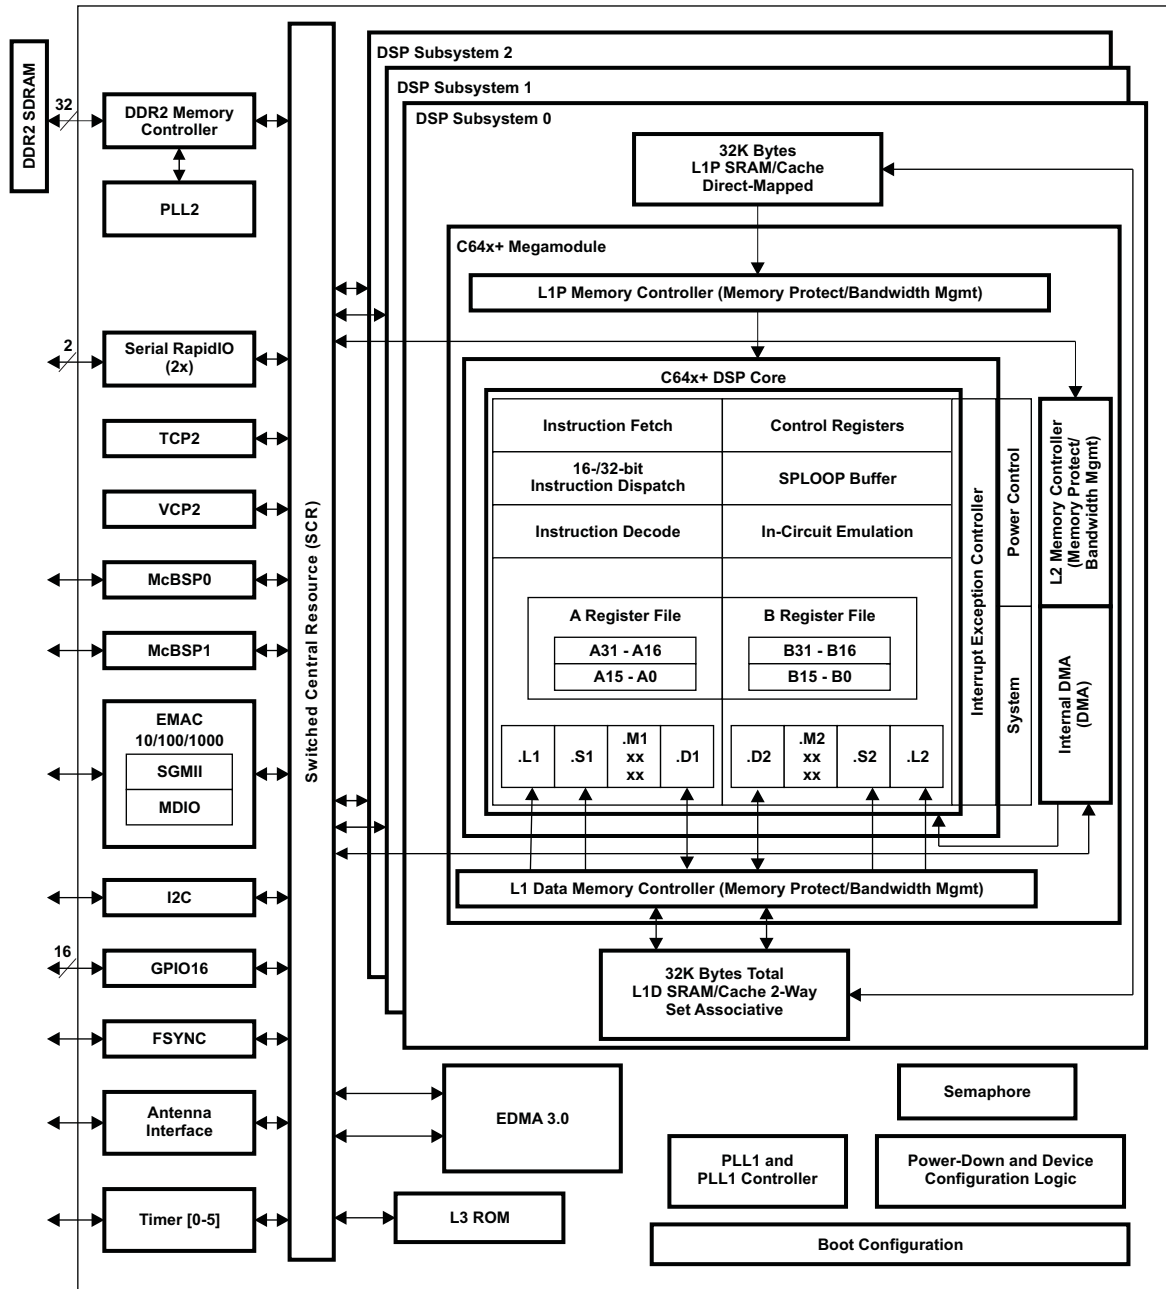 DDR2 SDRAM
32
DDR2 Memory
Controller
PLL2
2
Serial RapidIO
(2x)
TCP2
VCP2
McBSP0
McBSP1
EMAC
10/100/1000
SGMII
MDIO
I2C
16
GPIO16
FSYNC
Antenna
Interface
Timer [0-5]
Switched Central Resource (SCR)
DSP Subsystem 2
DSP Subsystem 1
DSP Subsystem 0
32K Bytes
L1P SRAM/Cache
Direct-Mapped
C64x+ Megamodule
L1P Memory Controller (Memory Protect/Bandwidth Mgmt)
C64x+ DSP Core
Instruction Fetch
Control Registers
16-/32-bit
Instruction Dispatch
SPLOOP Buffer
Instruction Decode
In-Circuit Emulation
A Register File
A31 - A16
A15 - A0
B Register File
B31 - B16
B15 - B0
.L1
.S1
.M1
xx
xx
.D1
.D2
.M2
xx
xx
.S2
.L2
Interrupt Exception Controller
Power Control
System
L2 Memory Controller
(Memory Protect/
Bandwidth Mgmt)
Internal DMA
(DMA)
L1 Data Memory Controller (Memory Protect/Bandwidth Mgmt)
32K Bytes Total
L1D SRAM/Cache 2-Way
Set Associative
EDMA 3.0
L3 ROM
Semaphore
PLL1 and
PLL1 Controller
Power-Down and Device
Configuration Logic
Boot Configuration